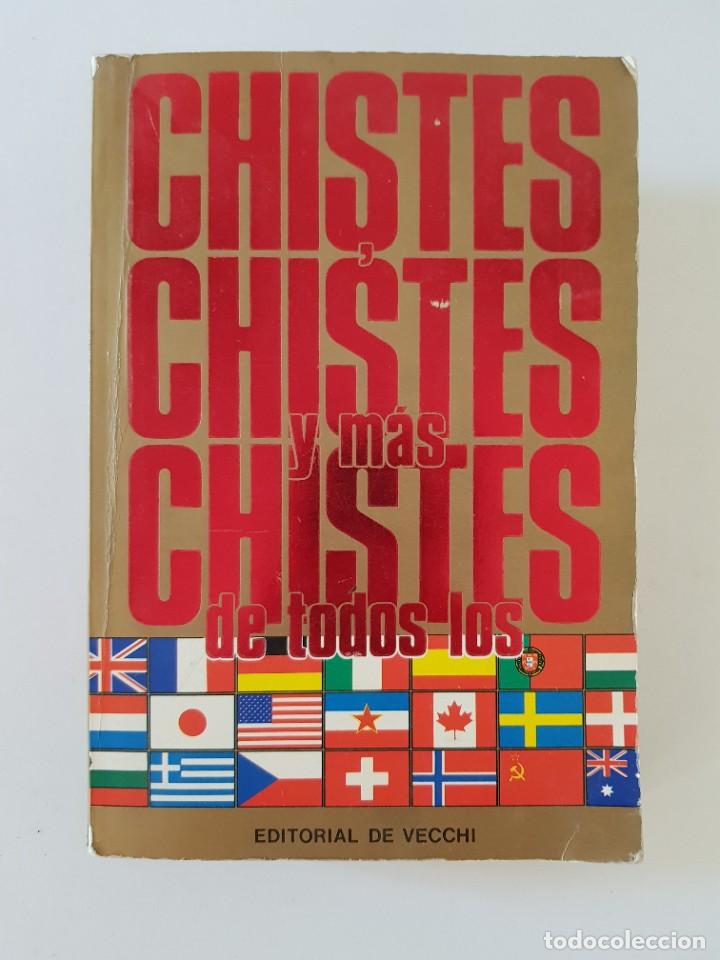 CHISTES,
CHISTES
y más
CHISTES
de todos los
EDITORIAL DE VECCHI
todocoleccion